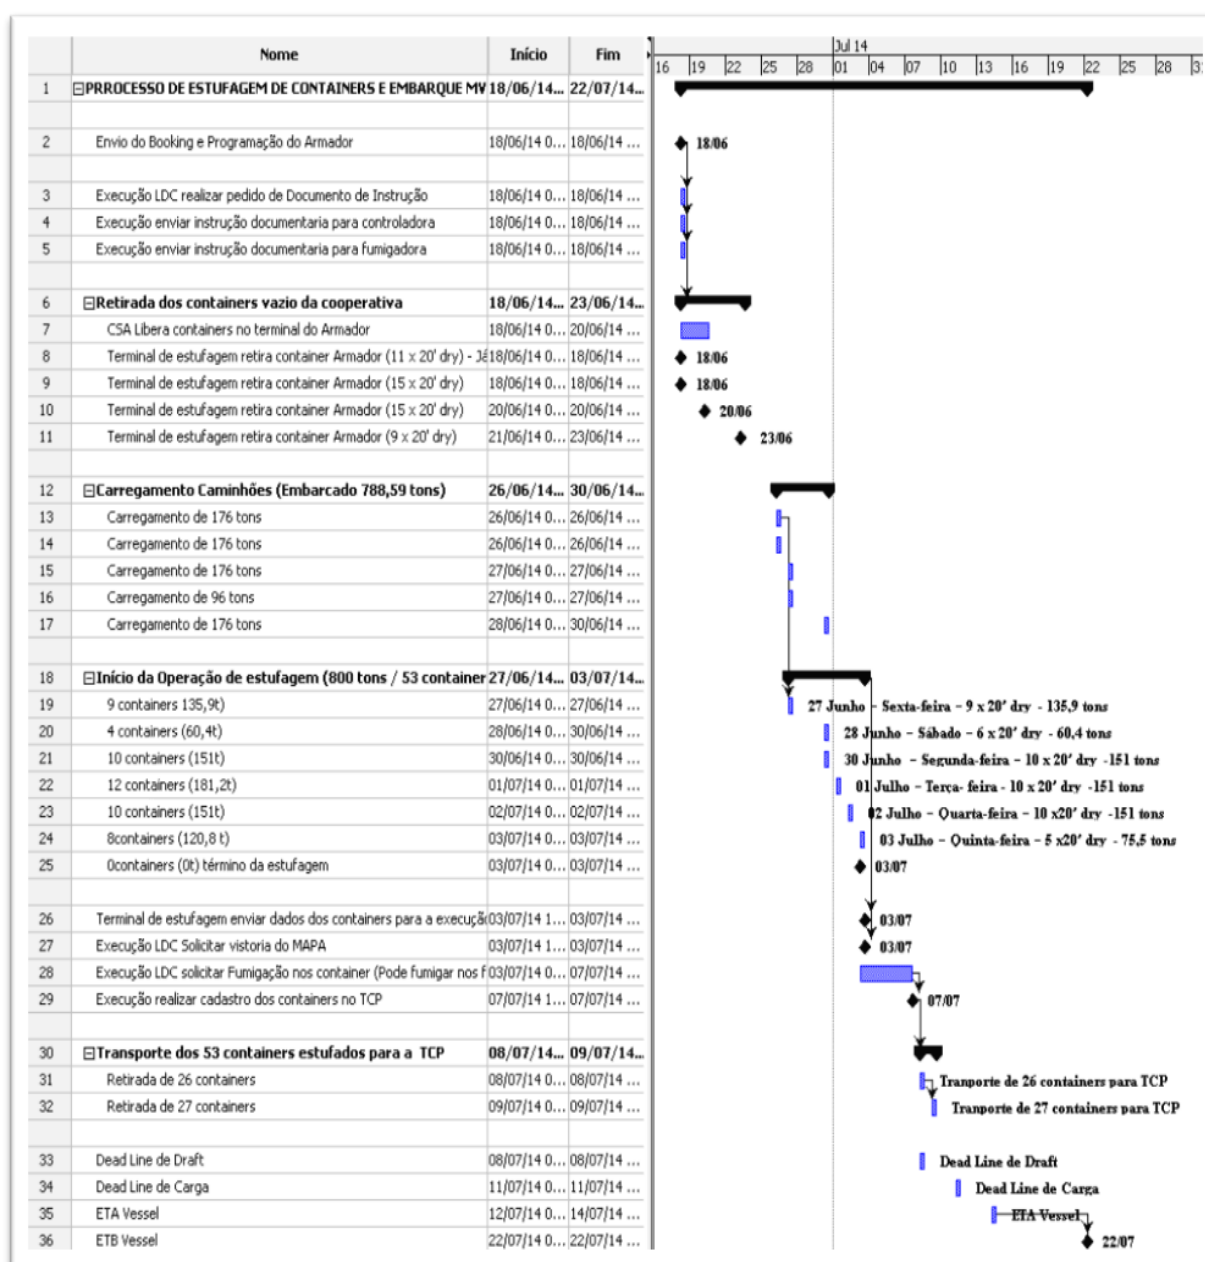 Nome Início Fim Jul 14
16 19 22 25 28 01 04 07 10 13 16 19 22 25 28 3
1 PRROCESSO DE ESTUFAGEM DE CONTAINERS E EMBARQUE MV 18/06/14... 22/07/14...
2 Envio do Booking e Programação do Armador 18/06/14 0... 18/06/14 ... 18/06
3 Execução LDC realizar pedido de Documento de Instrução 18/06/14 0... 18/06/14 ...
4 Execução enviar instrução documentaria para controladora 18/06/14 0... 18/06/14 ...
5 Execução enviar instrução documentaria para fumigadora 18/06/14 0... 18/06/14 ...
6 Retirada dos containers vazio da cooperativa 18/06/14... 23/06/14...
7 CSA Libera containers no terminal do Armador 18/06/14 0... 20/06/14 ...
8 Terminal de estufagem retira container Armador (11 x 20' dry) - Já 18/06/14 0... 18/06/14 ... 18/06
9 Terminal de estufagem retira container Armador (15 x 20' dry) 18/06/14 0... 18/06/14 ... 18/06
10 Terminal de estufagem retira container Armador (15 x 20' dry) 20/06/14 0... 20/06/14 ... 20/06
11 Terminal de estufagem retira container Armador (9 x 20' dry) 21/06/14 0... 23/06/14 ... 23/06
12 Carregamento Caminhões (Embarcado 788,59 tons) 26/06/14... 30/06/14...
13 Carregamento de 176 tons 26/06/14 0... 26/06/14 ...
14 Carregamento de 176 tons 26/06/14 0... 26/06/14 ...
15 Carregamento de 176 tons 27/06/14 0... 27/06/14 ...
16 Carregamento de 96 tons 27/06/14 0... 27/06/14 ...
17 Carregamento de 176 tons 28/06/14 0... 30/06/14 ...
18 Início da Operação de estufagem (800 tons / 53 container 27/06/14... 03/07/14...
19 9 containers 135,9t) 27/06/14 0... 27/06/14 ... 27 Junho – Sexta-feira – 9 x 20' dry - 135,9 tons
20 4 containers (60,4t) 28/06/14 0... 30/06/14 ... 28 Junho – Sábado – 6 x 20' dry - 60,4 tons
21 10 containers (151t) 30/06/14 0... 30/06/14 ... 30 Junho – Segunda-feira – 10 x 20' dry -151 tons
22 12 containers (181,2t) 01/07/14 0... 01/07/14 ... 01 Julho – Terça- feira - 10 x 20' dry -151 tons
23 10 containers (151t) 02/07/14 0... 02/07/14 ... 02 Julho – Quarta-feira – 10 x20' dry -151 tons
24 8containers (120,8 t) 03/07/14 0... 03/07/14 ... 03 Julho – Quinta-feira – 5 x20' dry - 75,5 tons
25 0containers (0t) término da estufagem 03/07/14 0... 03/07/14 ... 03/07
26 Terminal de estufagem enviar dados dos containers para a execuçã 03/07/14 1... 03/07/14 ... 03/07
27 Execução LDC Solicitar vistoria do MAPA 03/07/14 1... 03/07/14 ... 03/07
28 Execução LDC solicitar Fumigação nos container (Pode fumigar nos f 03/07/14 0... 07/07/14 ...
29 Execução realizar cadastro dos containers no TCP 07/07/14 1... 07/07/14 ... 07/07
30 Transporte dos 53 containers estufados para a TCP 08/07/14... 09/07/14...
31 Retirada de 26 containers 08/07/14 0... 08/07/14 ... Tranporte de 26 containers para TCP
32 Retirada de 27 containers 09/07/14 0... 09/07/14 ... Tranporte de 27 containers para TCP
33 Dead Line de Draft 08/07/14 0... 08/07/14 ... Dead Line de Draft
34 Dead Line de Carga 11/07/14 0... 11/07/14 ... Dead Line de Carga
35 ETA Vessel 12/07/14 0... 14/07/14 ... ETA Vessel
36 ETB Vessel 22/07/14 0... 22/07/14 ... 22/07